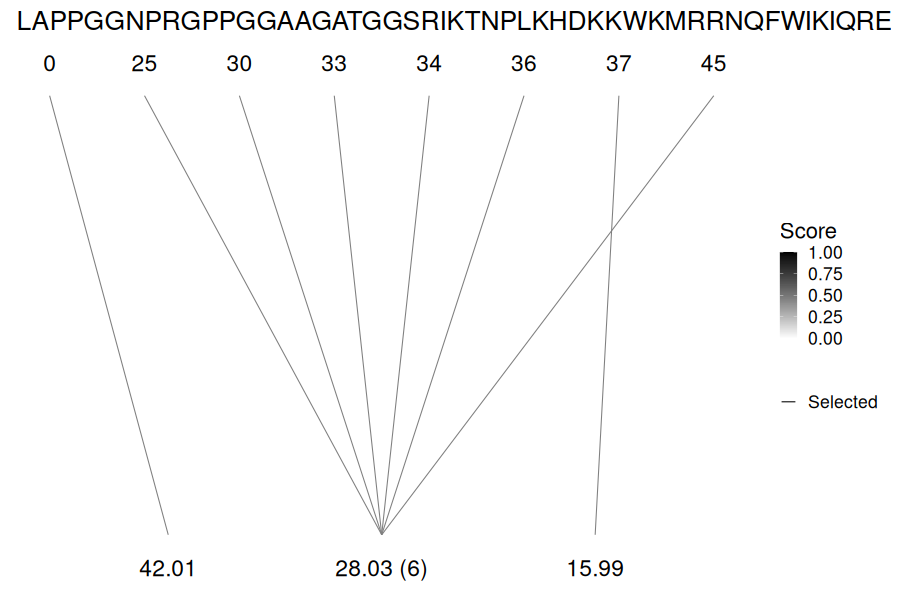 LAPPGGNPRGPPGGAAGATGGSRIKTNPLKHDKKWKMRRNQFWIKIQRE
0 25 30 33 34 36 37 45
Score
1.00
0.75
0.50
0.25
0.00
Selected
42.01 28.03 (6) 15.99